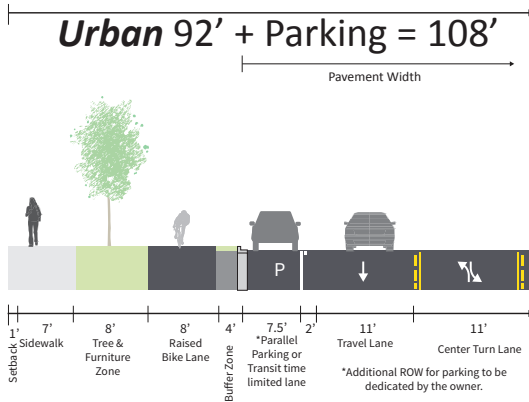 Urban 92’ + Parking = 108’
Pavement Width
P
1’
Setback
7’
Sidewalk
8’
Tree &
Furniture
Zone
8’
Raised
Bike Lane
4’
Buffer Zone
7.5’
*Parallel
Parking or
Transit time
limited lane
2’
11’
Travel Lane
11’
Center Turn Lane
*Additional ROW for parking to be
dedicated by the owner.